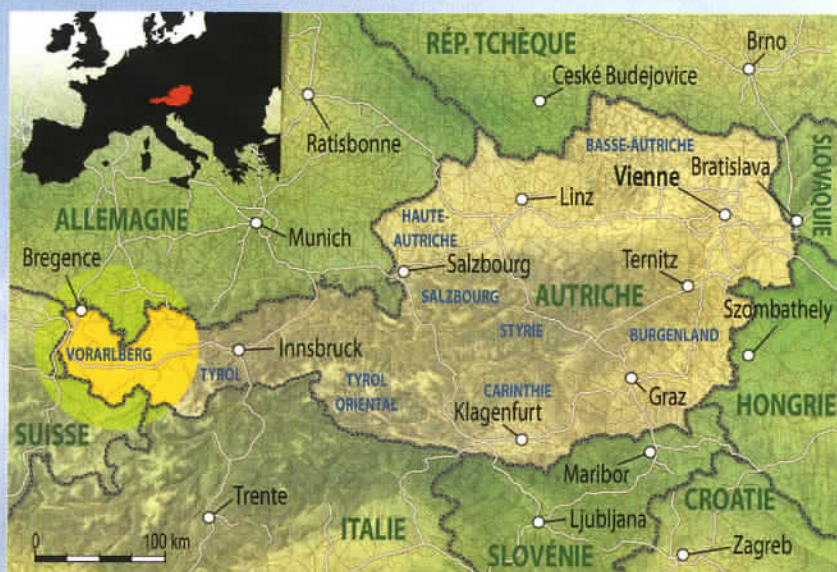 RÉP. TCHÈQUE
Brno
Ceské Budejovice
Ratisbonne
BASSE-AUTRICHE
SLOVAQUIE
Bratislava
Vienne
Linz
ALLEMAGNE
HAUTE-
AUTRICHE
Munich
Bregence
Salzbourg
Ternitz
SALZBOURG
AUTRICHE
Szombathely
STYRIE
BURGENLAND
VORARLBERG
Innsbruck
TYROL
TYROL
ORIENTAL
CARINTHIE
Graz
HONGRIE
Klagenfurt
SUISSE
Maribor
CROATIE
Trente
ITALIE
Ljubljana
SLOVÉNIE
Zagreb
0 100 km